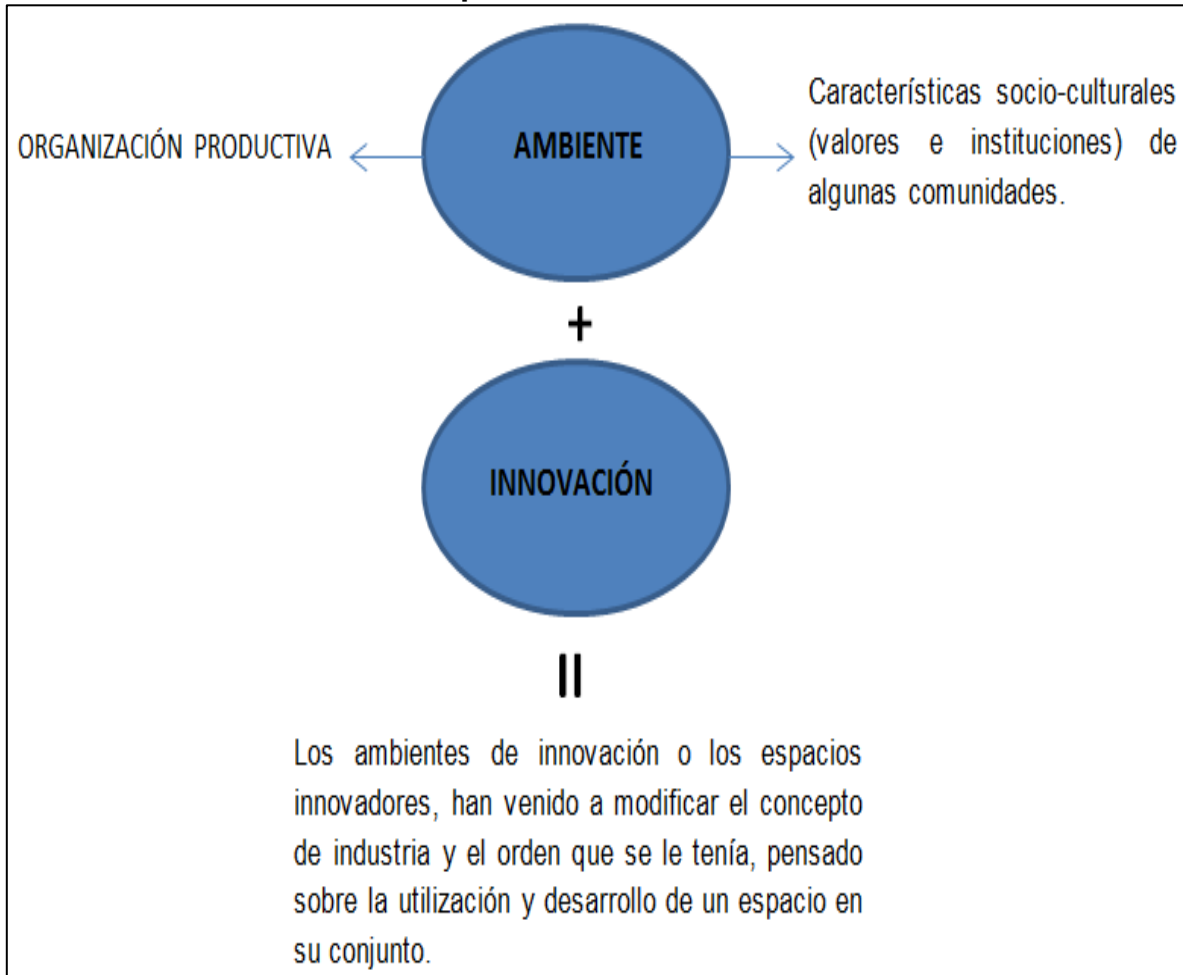 ORGANIZACIÓN PRODUCTIVA
AMBIENTE
Características socio-culturales
(valores e instituciones) de
algunas comunidades.
+
INNOVACIÓN
=
Los ambientes de innovación o los espacios
innovadores, han venido a modificar el concepto
de industria y el orden que se le tenía, pensado
sobre la utilización y desarrollo de un espacio en
su conjunto.